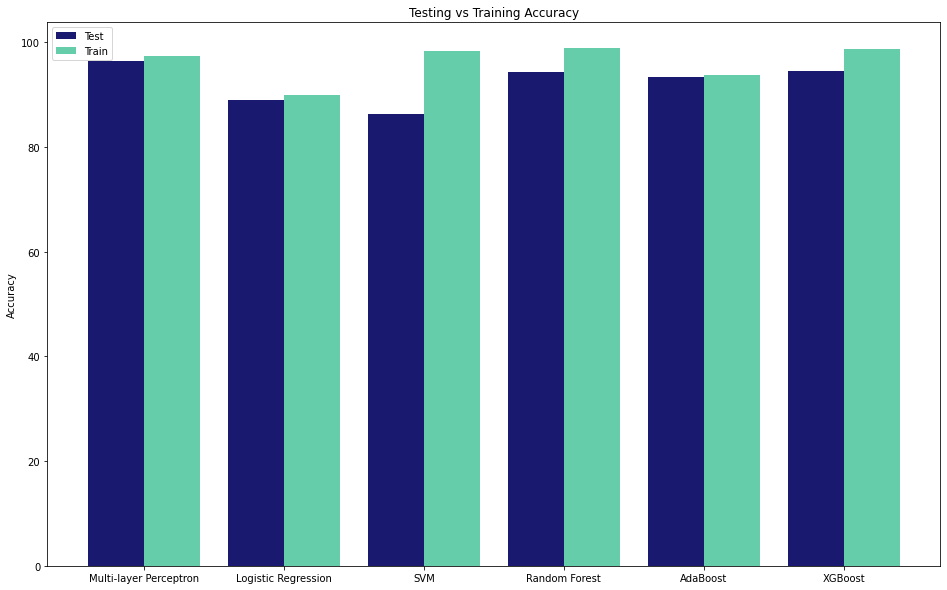 Testing vs Training Accuracy
Test
Train
Accuracy
100
80
60
40
20
0
Multi-layer Perceptron
Logistic Regression
SVM
Random Forest
AdaBoost
XGBoost